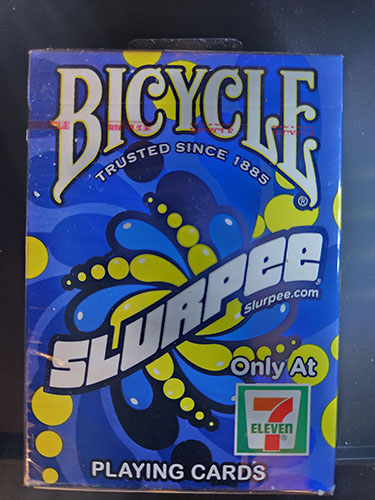 BICYCLE
TRUSTED SINCE 1885
®
SLURPEE®
Slurpee.com
Only At
7
ELEVEN
®
PLAYING CARDS